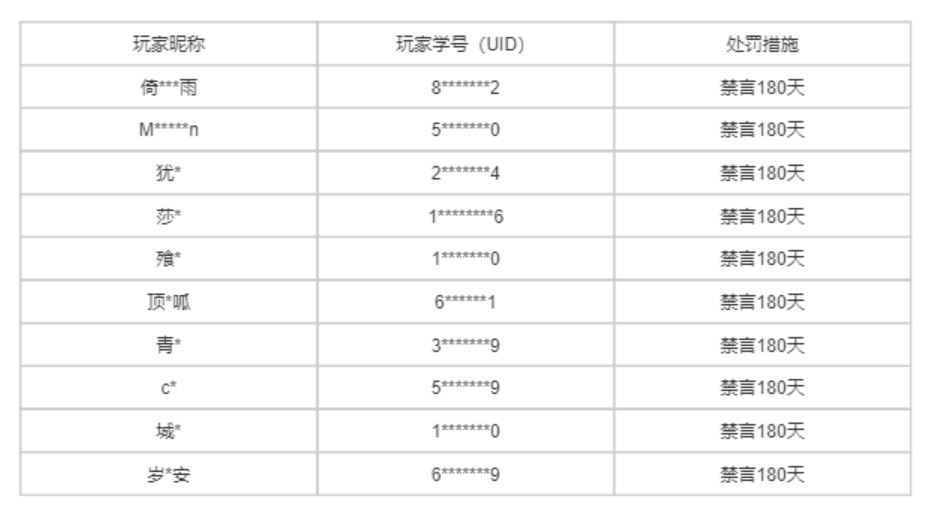 玩家昵称 玩家学号（UID） 处罚措施
倚***雨 8*******2 禁言180天
M*****n 5*******0 禁言180天
犹* 2*******4 禁言180天
莎* 1********6 禁言180天
飧* 1*******0 禁言180天
顶*呱 6******1 禁言180天
青* 3*******9 禁言180天
c* 5*******9 禁言180天
城* 1*******0 禁言180天
岁*安 6*******9 禁言180天